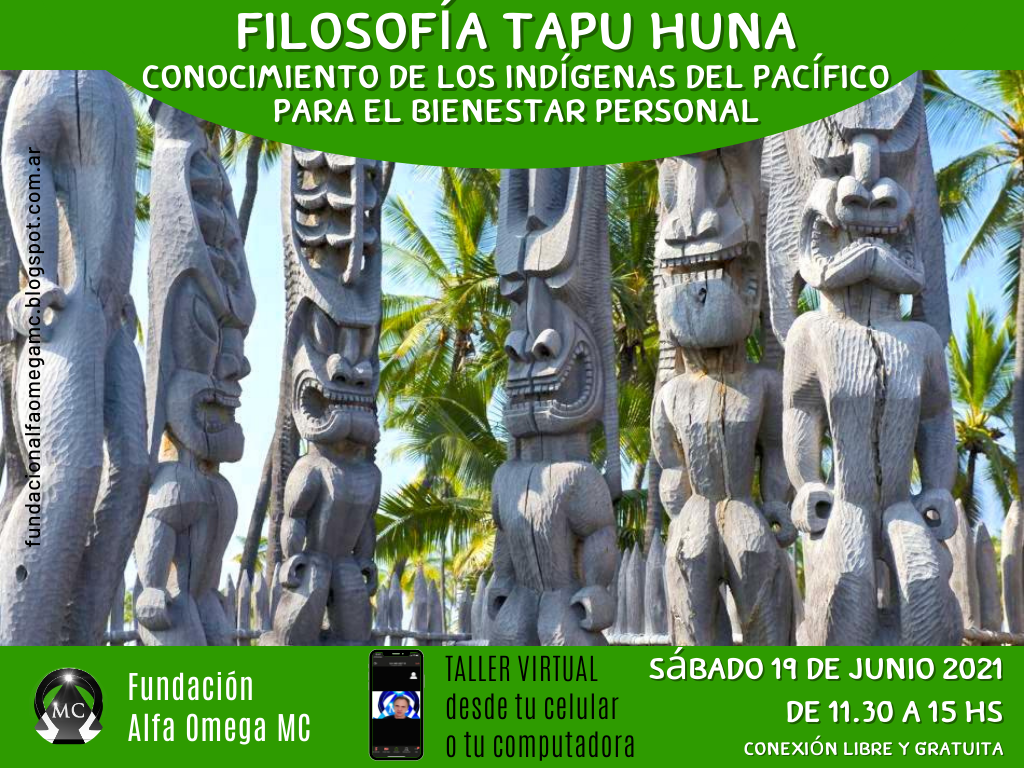 FILOSOFÍA TAPU HUNA
CONOCIMIENTO DE LOS INDÍGENAS DEL PACÍFICO
PARA EL BIENESTAR PERSONAL
fundacionalfaomegamc.blogspot.com.ar
MC
Fundación
Alfa Omega MC
TALLER VIRTUAL
desde tu celular
o tu computadora
SÁBADO 19 DE JUNIO 2021
DE 11.30 A 15 HS
CONEXIÓN LIBRE Y GRATUITA